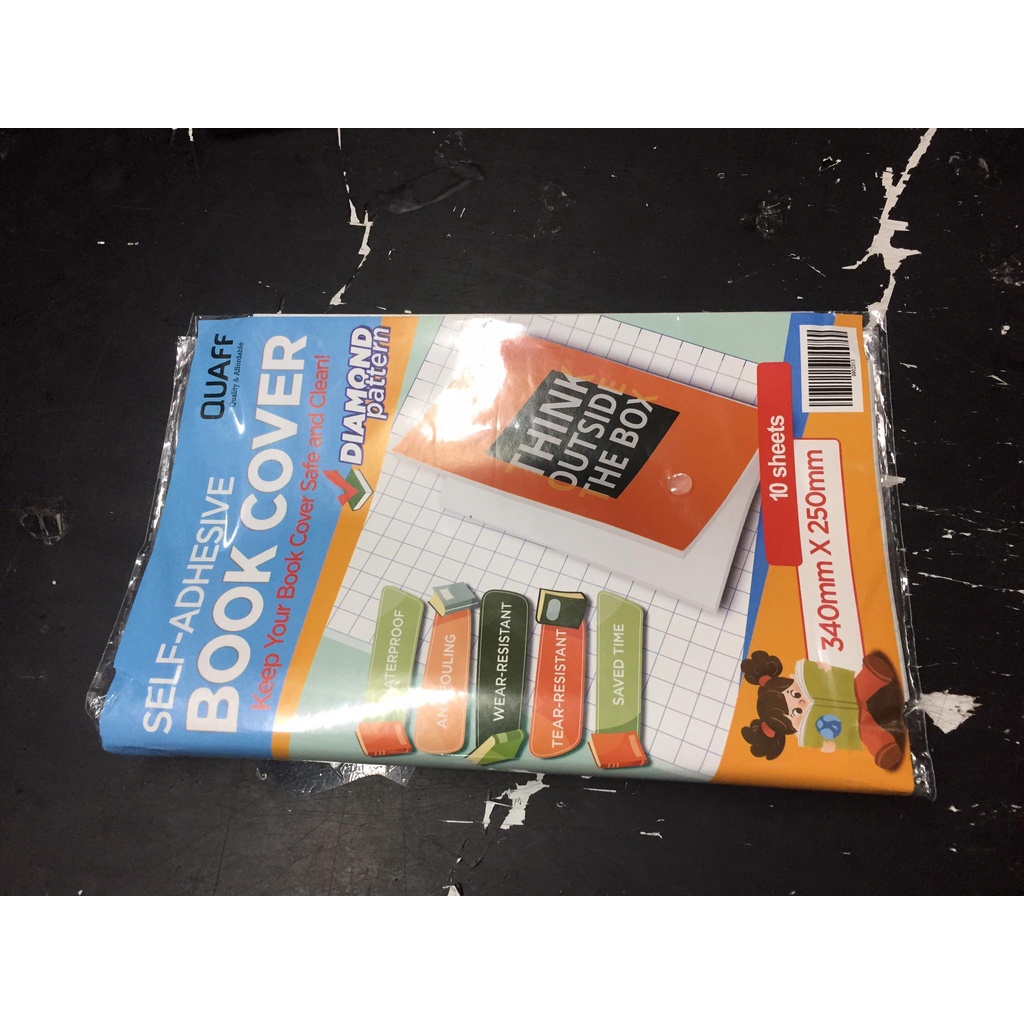 QUAFF
Quality & Affordable
SELF-ADHESIVE
BOOK COVER
Keep Your Book Cover Safe and Clean!
DIAMOND
pattern
THINK
OUTSIDE
THE BOX
WATERPROOF
WEAR-RESISTANT
TEAR-RESISTANT
SAVED TIME
10 sheets
340mm X 250mm